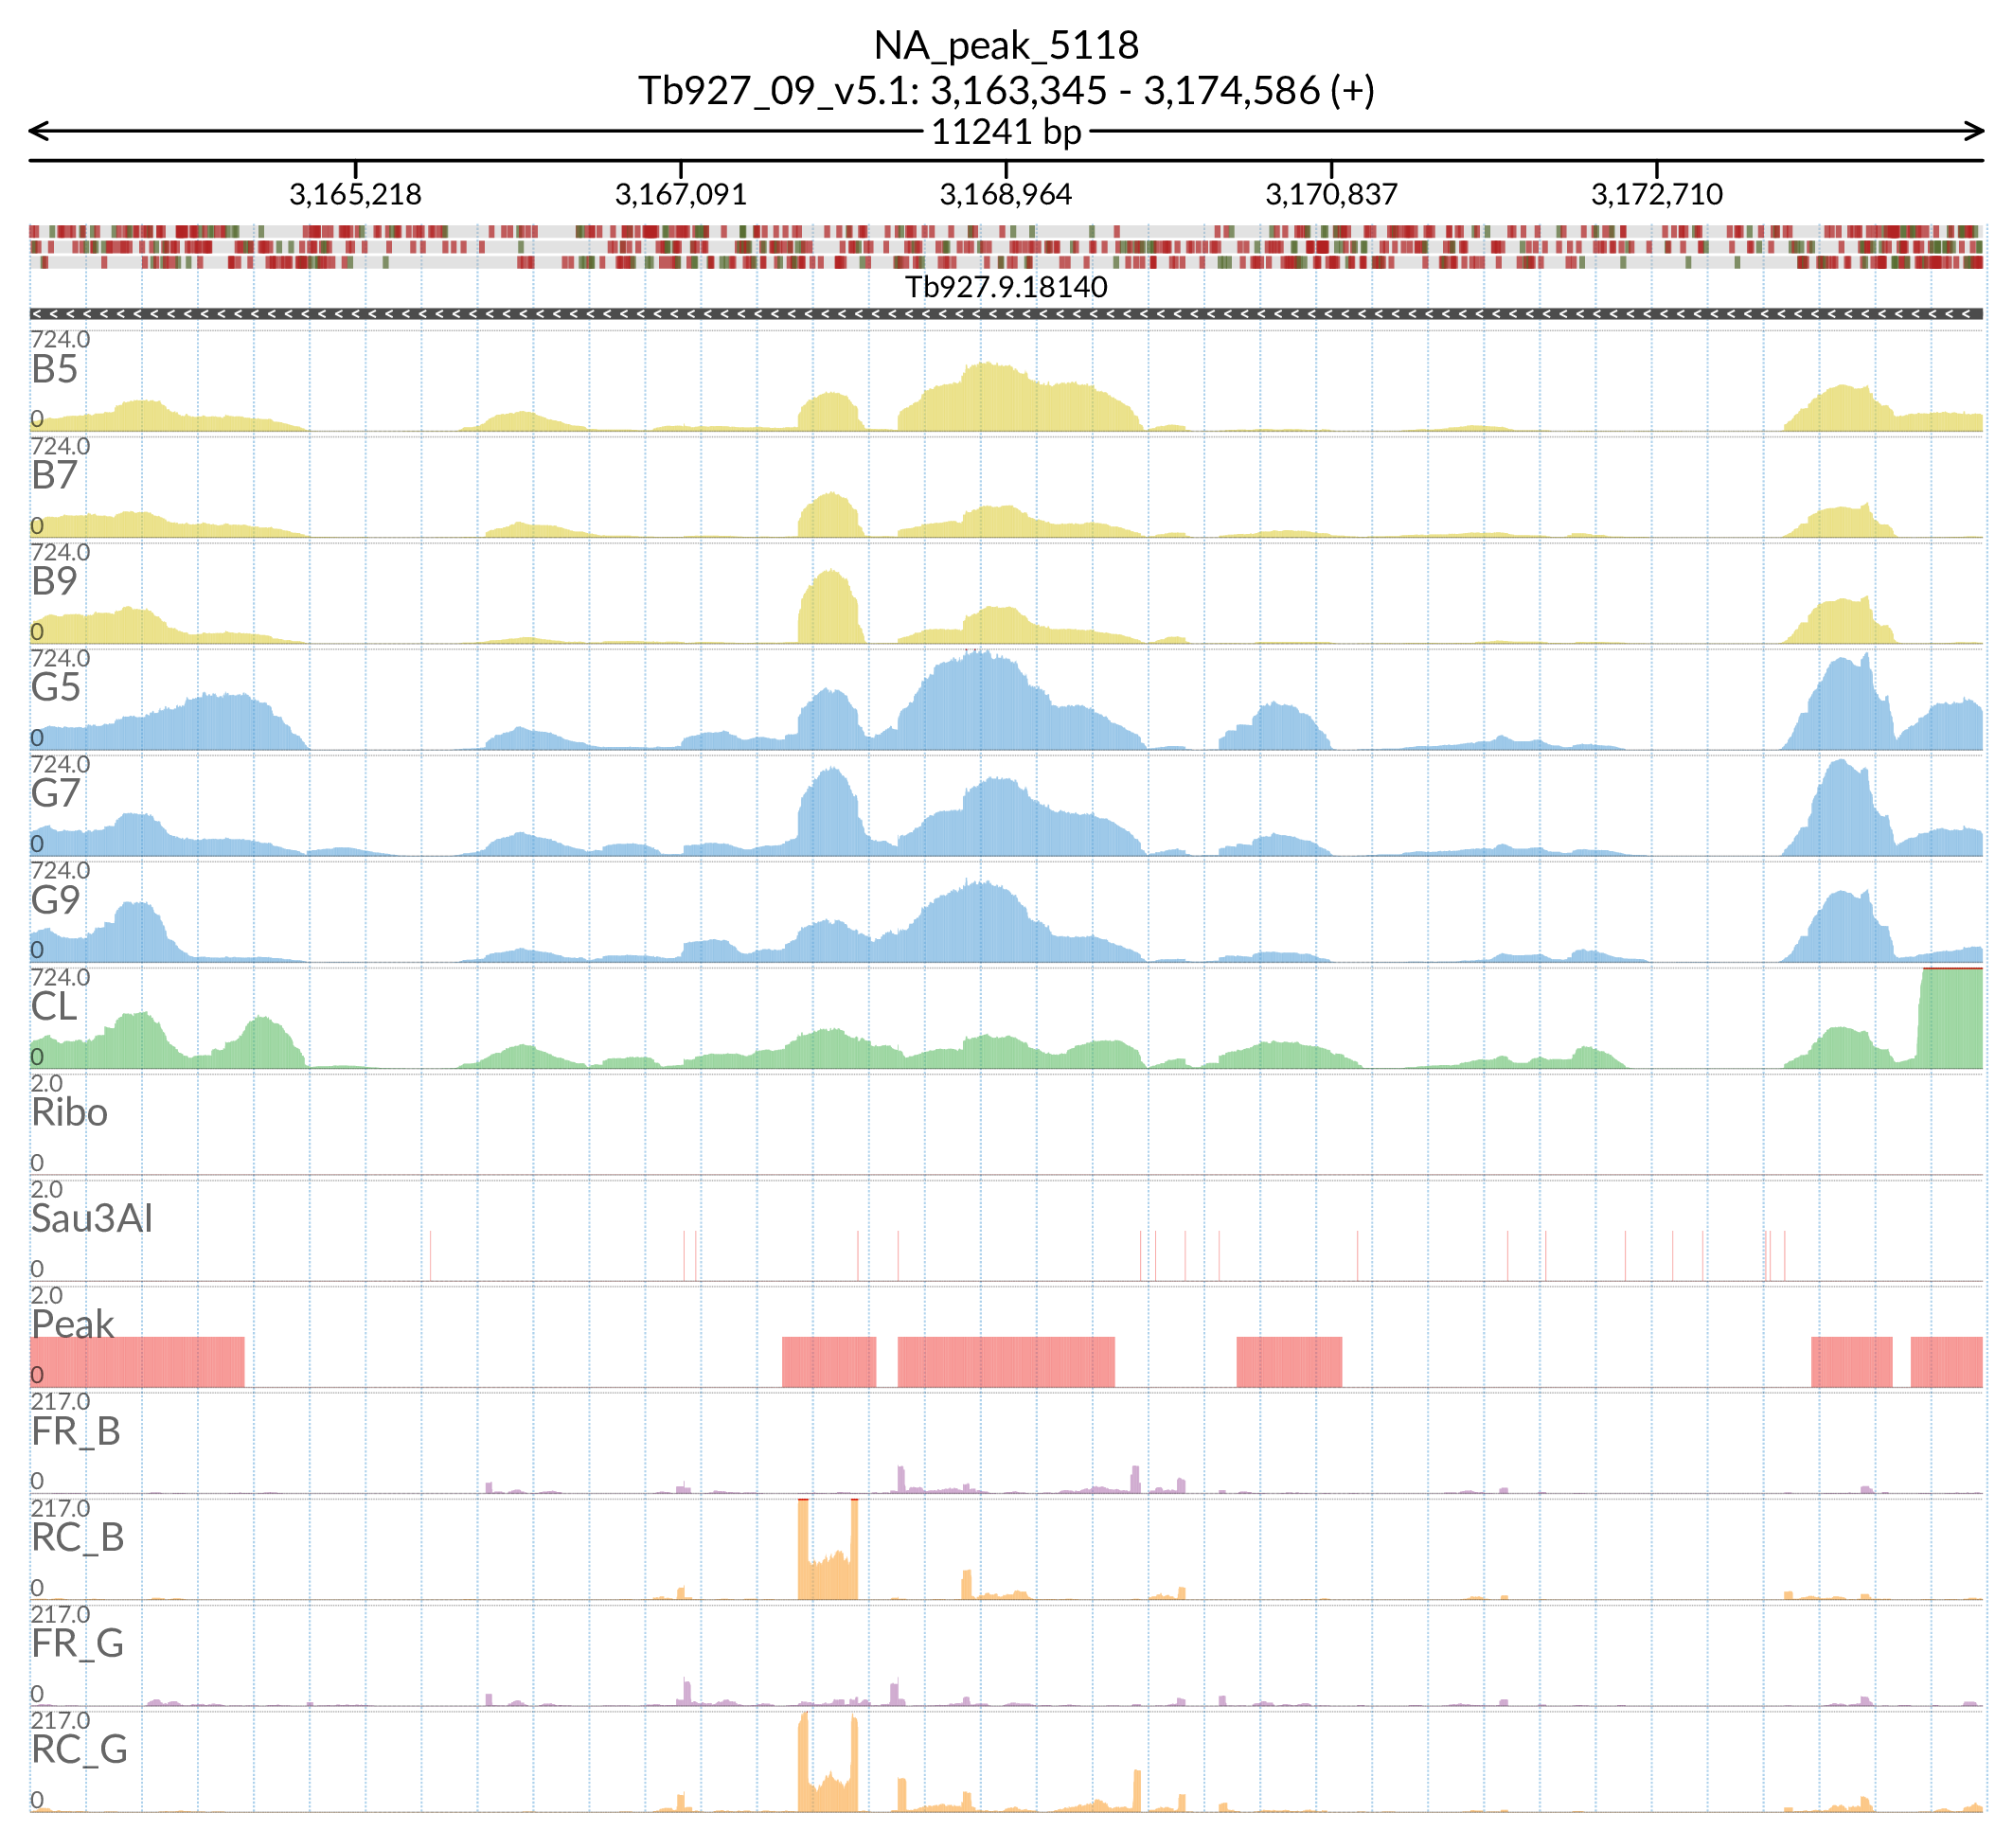 NA_peak_5118
Tb927_09_v5.1: 3,163,345 - 3,174,586 (+)
11241 bp
3,165,218 3,167,091 3,168,964 3,170,837 3,172,710
Tb927.9.18140
724.0
B5
0
724.0
B7
0
724.0
B9
0
724.0
G5
0
724.0
G7
0
724.0
G9
0
724.0
CL
0
2.0
Ribo
0
2.0
Sau3AI
0
2.0
Peak
0
217.0
FR_B
0
217.0
RC_B
0
217.0
FR_G
0
217.0
RC_G
0